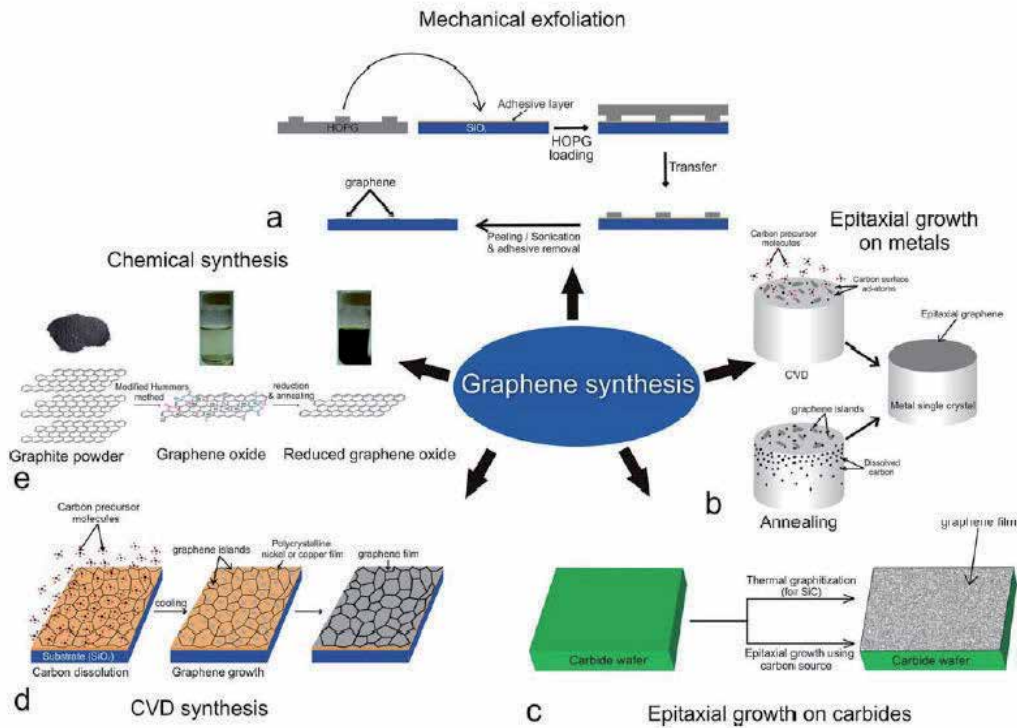 Mechanical exfoliation
Adhesive layer
HOPG
SiO₂
HOPG
loading
Transfer
graphene
Peeling / Sonication
& adhesive removal
a
Epitaxial growth
on metals
Carbon precursor
molecules
Carbon surface
ad-atoms
CVD
Epitaxial graphene
Metal single crystal
graphene islands
Dissolved
carbon
Annealing
b
Chemical synthesis
Modified Hummers
method
reduction
& annealing
Graphite powder
Graphene oxide
Reduced graphene oxide
e
Graphene synthesis
Carbon precursor
molecules
graphene islands
Polycrystalline
nickel or copper film
graphene film
cooling
Substrate (SiO₂)
Carbon dissolution
Graphene growth
d
CVD synthesis
graphene film
Thermal graphitization
(for SiC)
Epitaxial growth using
carbon source
Carbide wafer
Carbide wafer
c
Epitaxial growth on carbides